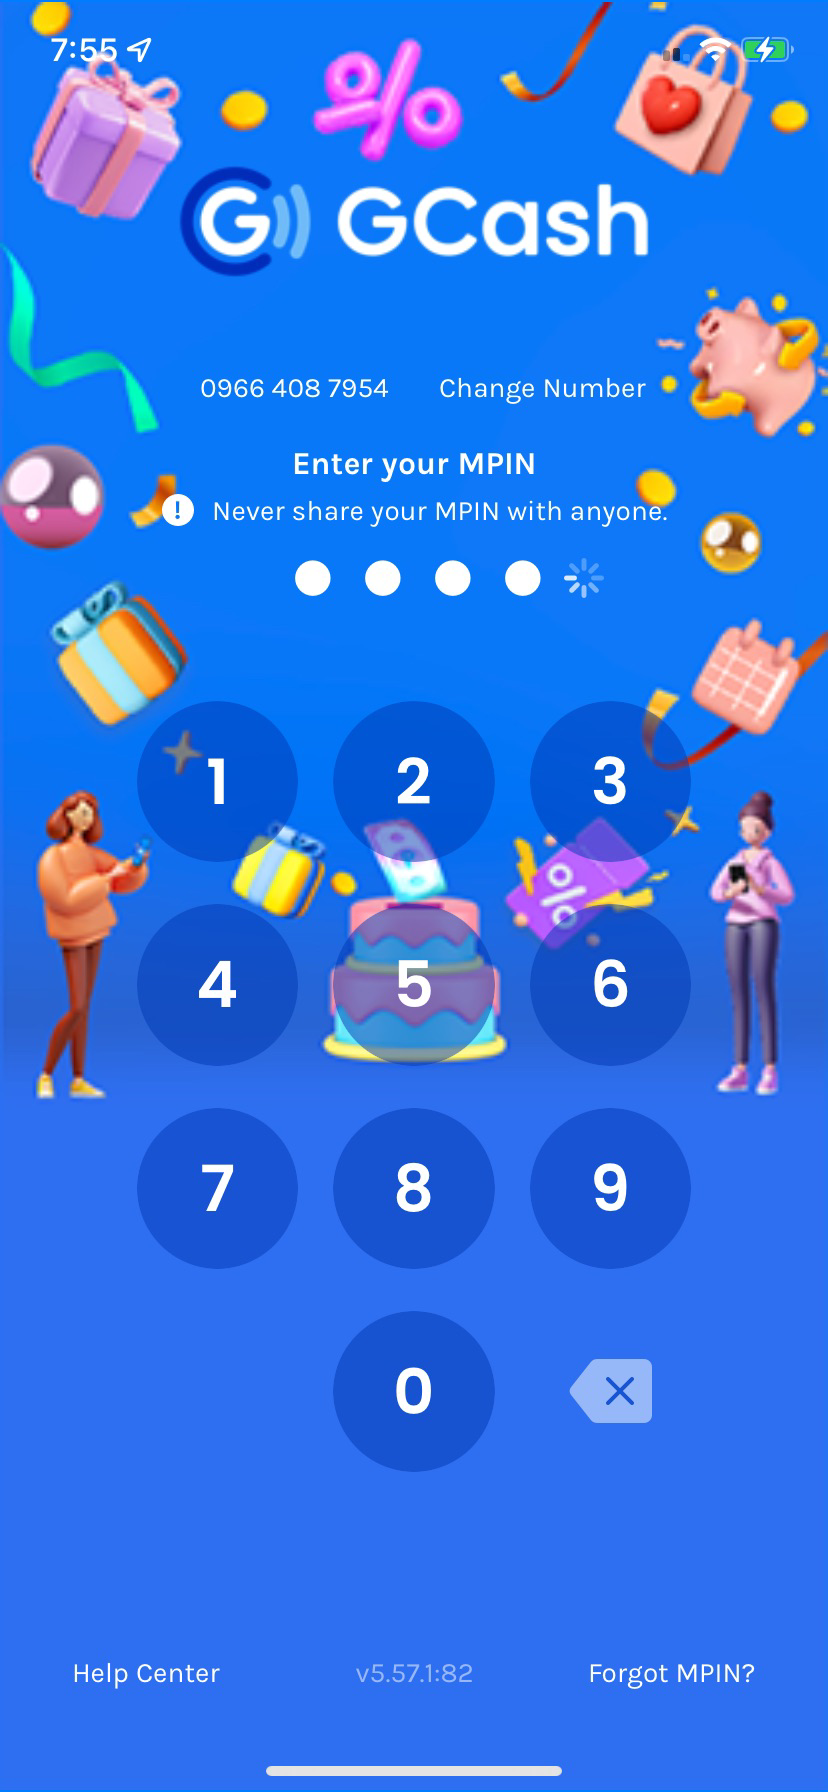 7:55
%
G GCash
0966 408 7954 Change Number
Enter your MPIN
! Never share your MPIN with anyone.
1 2 3
%
4 5 6
7 8 9
0
Help Center v5.57.1:82 Forgot MPIN?